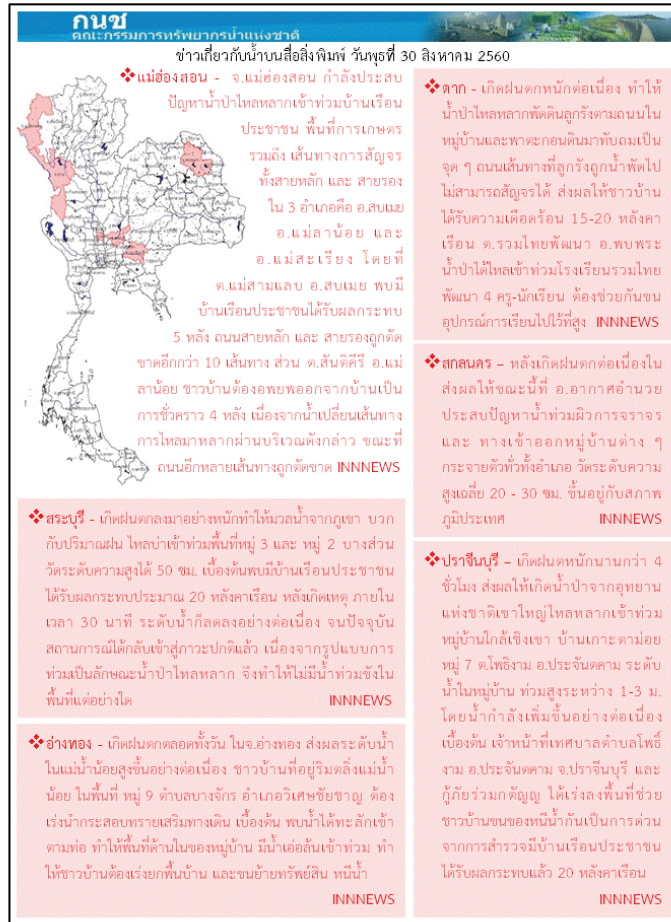 กนช
คณะกรรมการทรัพยากรน้ำแห่งชาติ
ข่าวเกี่ยวกับน้ำบนสื่อสิ่งพิมพ์ วันพุธที่ 30 สิงหาคม 2560
❖แม่ฮ่องสอน - จ.แม่ฮ่องสอน กำลังประสบ
ปัญหาน้ำป่าไหลหลากเข้าท่วมบ้านเรือน
ประชาชน พื้นที่การเกษตร
รวมถึง เส้นทางการสัญจร
ทั้งสายหลัก และ สายรอง
ใน 3 อำเภอคือ อ.สบเมย
อ.แม่ลาน้อย และ
อ.แม่สะเรียง โดยที่
ต.แม่สามแลบ อ.สบเมย พบมี
บ้านเรือนประชาชนได้รับผลกระทบ
5 หลัง ถนนสายหลัก และ สายรองถูกตัด
ขาดอีกกว่า 10 เส้นทาง ส่วน ต.สันติคีรี อ.แม่
ลาน้อย ชาวบ้านต้องอพยพออกจากบ้านเป็น
การชั่วคราว 4 หลัง เนื่องจากน้ำเปลี่ยนเส้นทาง
การไหลมาหลากผ่านบริเวณดังกล่าว ขณะที่
ถนนอีกหลายเส้นทางถูกตัดขาด INNNEWS
❖สระบุรี - เกิดฝนตกลงมาอย่างหนักทำให้มวลน้ำจากภูเขา บวก
กับปริมาณฝน ไหลบ่าเข้าท่วมพื้นที่หมู่ 3 และ หมู่ 2 บางส่วน
วัดระดับความสูงได้ 50 ซม. เบื้องต้นพบมีบ้านเรือนประชาชน
ได้รับผลกระทบประมาณ 20 หลังคาเรือน หลังเกิดเหตุ ภายใน
เวลา 30 นาที ระดับน้ำก็ลดลงอย่างต่อเนื่อง จนปัจจุบัน
สถานการณ์ได้กลับเข้าสู่ภาวะปกติแล้ว เนื่องจากรูปแบบการ
ท่วมเป็นลักษณะน้ำป่าไหลหลาก จึงทำให้ไม่มีน้ำท่วมขังใน
พื้นที่แต่อย่างใด INNNEWS
❖อ่างทอง - เกิดฝนตกตลอดทั้งวัน ในจ.อ่างทอง ส่งผลระดับน้ำ
ในแม่น้ำน้อยสูงขึ้นอย่างต่อเนื่อง ชาวบ้านที่อยู่ริมตลิ่งแม่น้ำ
น้อย ในพื้นที่ หมู่ 9 ตำบลบางจักร อำเภอวิเศษชัยชาญ ต้อง
เร่งนำกระสอบทรายเสริมทางเดิน เบื้องต้น พบน้ำได้ทะลักเข้า
ตามท่อ ทำให้พื้นที่ด้านในของหมู่บ้าน มีน้ำเอ่อล้นเข้าท่วม ทำ
ให้ชาวบ้านต้องเร่งยกพื้นบ้าน และขนย้ายทรัพย์สิน หนีน้ำ
INNNEWS
❖ตาก - เกิดฝนตกหนักต่อเนื่อง ทำให้
น้ำป่าไหลหลากพัดดินลูกรังตามถนนใน
หมู่บ้านและพาตะกอนดินมาทับถมเป็น
จุด ๆ ถนนเส้นทางที่ลูกรังถูกน้ำพัดไป
ไม่สามารถสัญจรได้ ส่งผลให้ชาวบ้าน
ได้รับความเดือดร้อน 15-20 หลังคา
เรือน ต.รวมไทยพัฒนา อ.พบพระ
น้ำป่าได้ไหลเข้าท่วมโรงเรียนรวมไทย
พัฒนา 4 ครู-นักเรียน ต้องช่วยกันขน
อุปกรณ์การเรียนไปไว้ที่สูง INNNEWS
❖สกลนคร – หลังเกิดฝนตกต่อเนื่องใน
ส่งผลให้ขณะนี้ที่ อ.อากาศอำนวย
ประสบปัญหาน้ำท่วมผิวการจราจร
และ ทางเข้าออกหมู่บ้านต่าง ๆ
กระจายตัวทั่วทั้งอำเภอ วัดระดับความ
สูงเฉลี่ย 20 - 30 ซม. ขึ้นอยู่กับสภาพ
ภูมิประเทศ INNNEWS
❖ปราจีนบุรี – เกิดฝนตหนักนานกว่า 4
ชั่วโมง ส่งผลให้เกิดน้ำป่าจากอุทยาน
แห่งชาติเขาใหญ่ไหลหลากเข้าท่วม
หมู่บ้านใกล้เชิงเขา บ้านเกาะตาม่อย
หมู่ 7 ต.โพธิงาม อ.ประจันตคาม ระดับ
น้ำในหมู่บ้าน ท่วมสูงระหว่าง 1-3 ม.
โดยน้ำกำลังเพิ่มขึ้นอย่างต่อเนื่อง
เบื้องต้น เจ้าหน้าที่เทศบาลตำบลโพธิ์
งาม อ.ประจันตคาม จ.ปราจีนบุรี และ
กู้ภัยร่วมกตัญญู ได้เร่งลงพื้นที่ช่วย
ชาวบ้านขนของหนีน้ำกันเป็นการด่วน
จากการสำรวจมีบ้านเรือนประชาชน
ได้รับผลกระทบแล้ว 20 หลังคาเรือน
INNNEWS